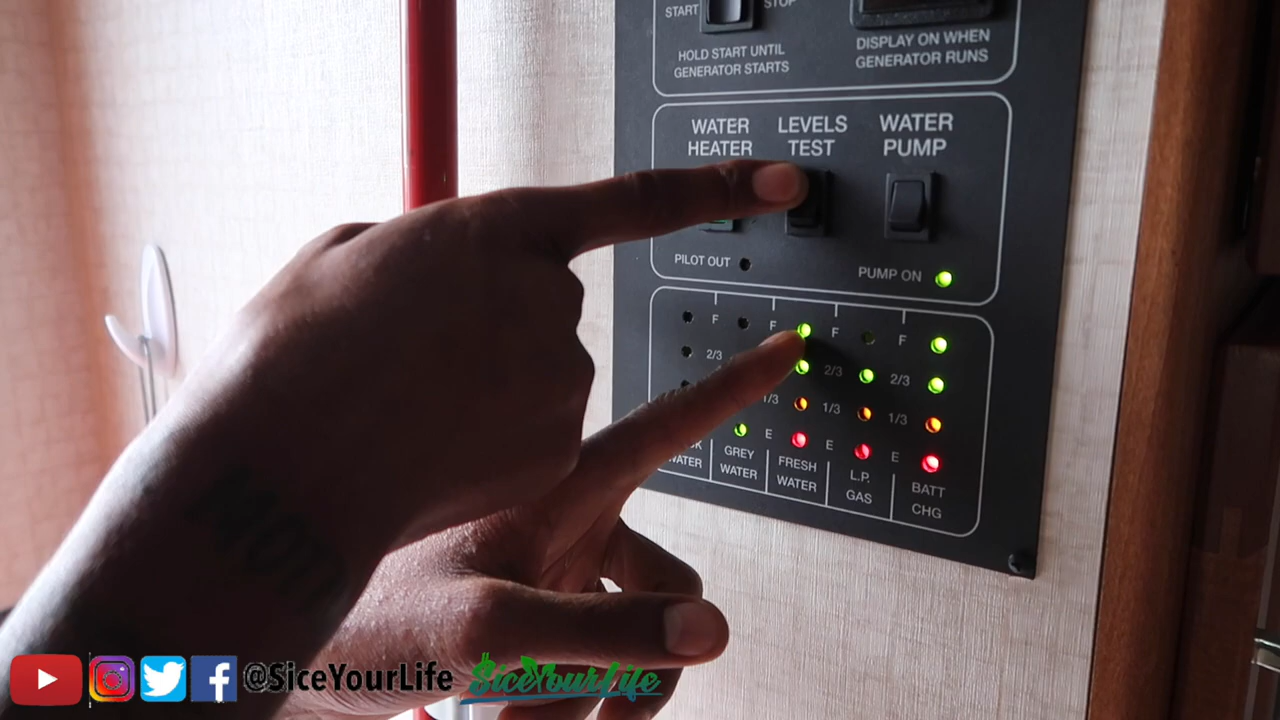 START STOP
HOLD START UNTIL
GENERATOR STARTS
DISPLAY ON WHEN
GENERATOR RUNS
WATER
HEATER
LEVELS
TEST
WATER
PUMP
PILOT OUT
PUMP ON
F F F F
2/3 2/3 2/3
1/3 1/3 1/3
E E E
WATER
GREY
WATER
FRESH
WATER
L.P.
GAS
BATT
CHG
@SiceYourLife
SiceYourLife